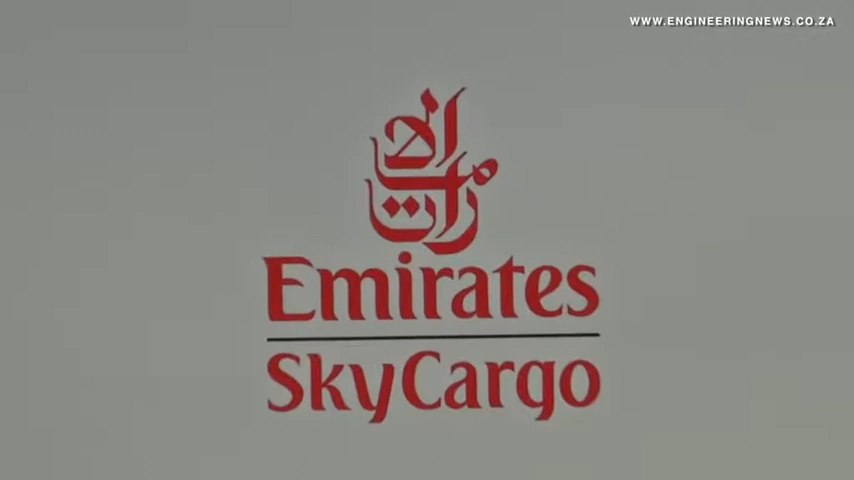 WWW.ENGINEERINGNEWS.CO.ZA
الإمارات
Emirates
SkyCargo